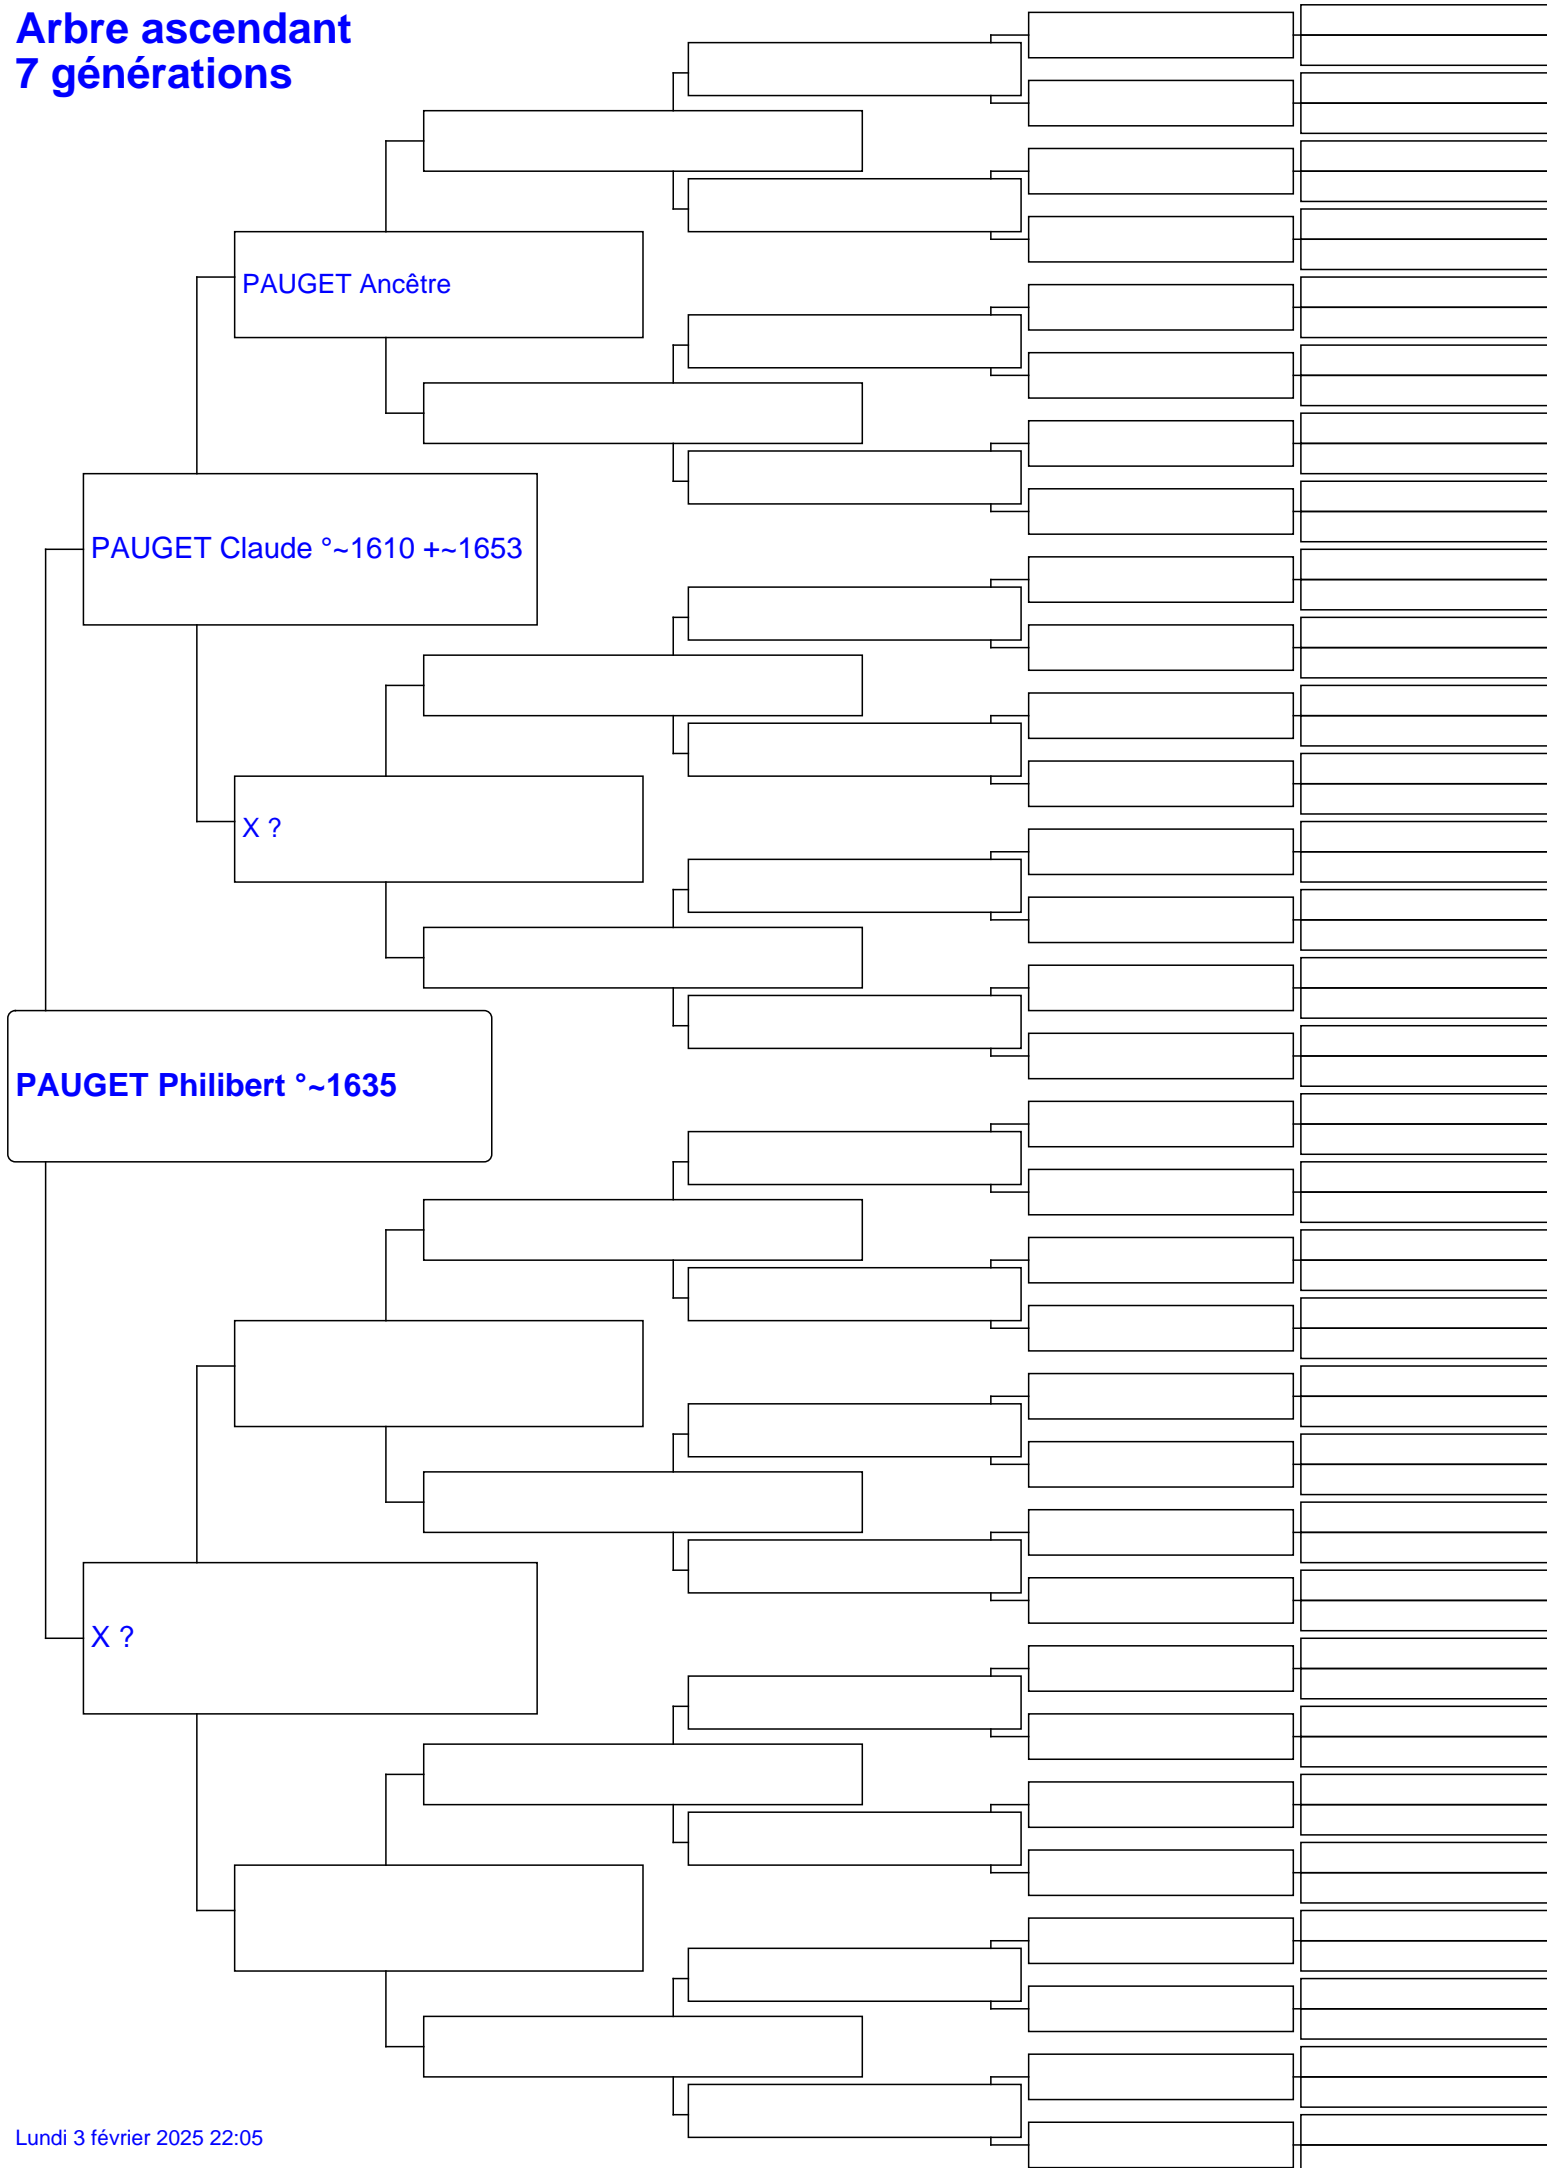 Arbre ascendant
7 générations
PAUGET Ancêtre
PAUGET Claude °~1610 +~1653
X ?
PAUGET Philibert °~1635
X ?
Lundi 3 février 2025 22:05